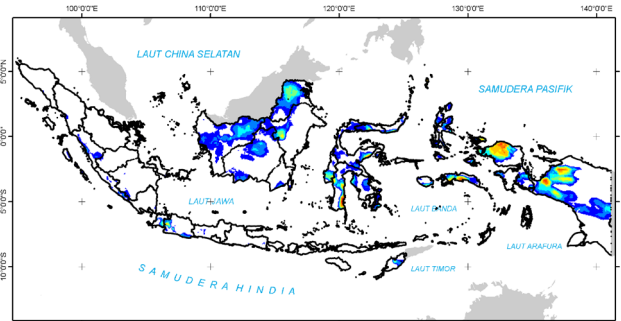 100°0'0"E 110°0'0"E 120°0'0"E 130°0'0"E 140°0'0"E
LAUT CHINA SELATAN
5°0'0"N
SAMUDERA PASIFIK
0°0'0"
LAUT JAWA
5°0'0"S
LAUT BANDA
LAUT ARAFURA
10°0'0"S
LAUT TIMOR
SAMUDERA HINDIA